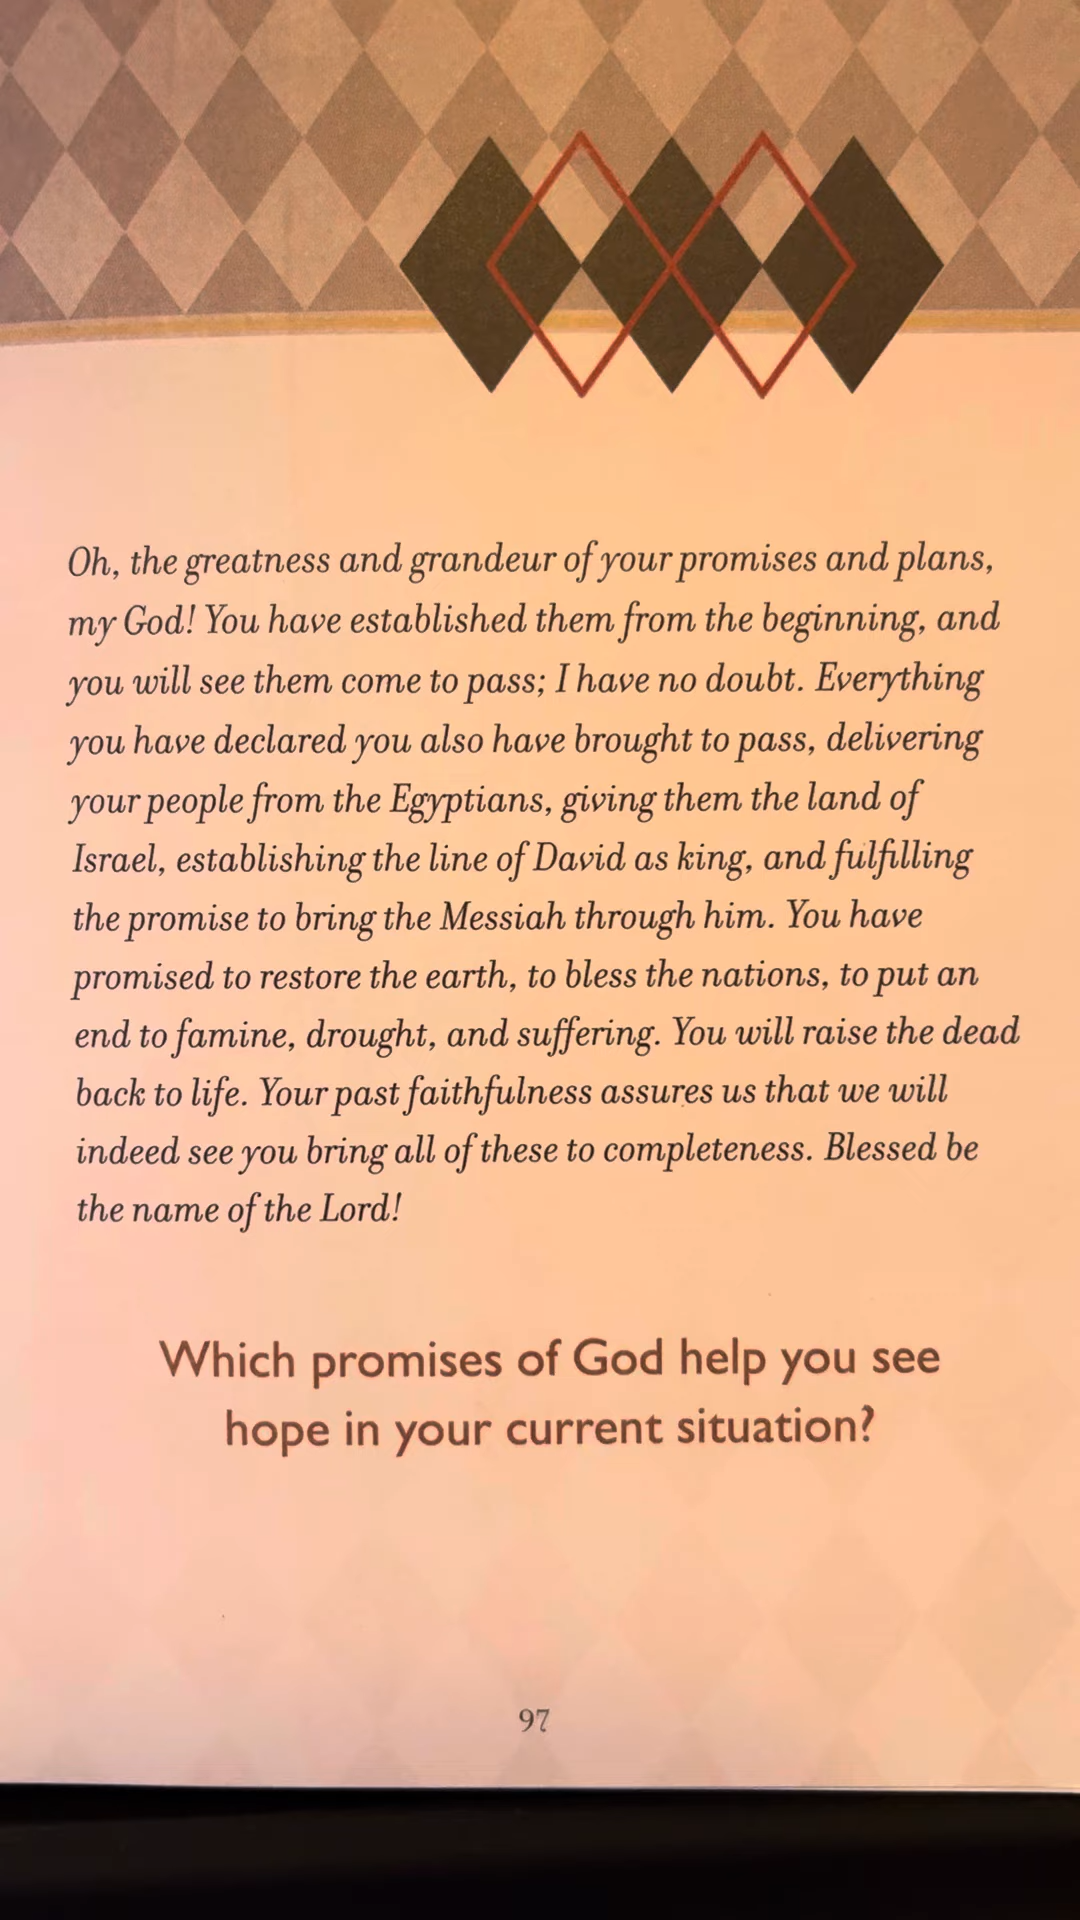 Oh, the greatness and grandeur of your promises and plans,
my God! You have established them from the beginning, and
you will see them come to pass; I have no doubt. Everything
you have declared you also have brought to pass, delivering
your people from the Egyptians, giving them the land of
Israel, establishing the line of David as king, and fulfilling
the promise to bring the Messiah through him. You have
promised to restore the earth, to bless the nations, to put an
end to famine, drought, and suffering. You will raise the dead
back to life. Your past faithfulness assures us that we will
indeed see you bring all of these to completeness. Blessed be
the name of the Lord!
Which promises of God help you see
hope in your current situation?
97